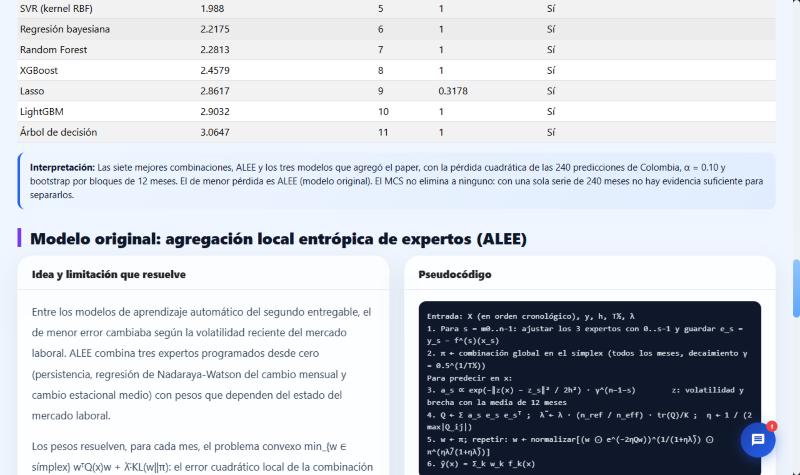 SVR (kernel RBF) 1.988 5 1 Sí
Regresión bayesiana 2.2175 6 1 Sí
Random Forest 2.2813 7 1 Sí
XGBoost 2.4579 8 1 Sí
Lasso 2.8617 9 0.3178 Sí
LightGBM 2.9032 10 1 Sí
Árbol de decisión 3.0647 11 1 Sí
Interpretación: Las siete mejores combinaciones, ALEE y los tres modelos que agregó el paper, con la pérdida cuadrática de las 240 predicciones de Colombia, α = 0.10 y
bootstrap por bloques de 12 meses. El de menor pérdida es ALEE (modelo original). El MCS no elimina a ninguno: con una sola serie de 240 meses no hay evidencia suficiente para
separarlos.
Modelo original: agregación local entrópica de expertos (ALEE)
Idea y limitación que resuelve
Entre los modelos de aprendizaje automático del segundo entregable, el
de menor error cambiaba según la volatilidad reciente del mercado
laboral. ALEE combina tres expertos programados desde cero
(persistencia, regresión de Nadaraya-Watson del cambio mensual y
cambio estacional medio) con pesos que dependen del estado del
mercado laboral.
Los pesos resuelven, para cada mes, el problema convexo min_{w ∈
símplex} wᵀQ(x)w + λ̃·KL(w‖π): el error cuadrático local de la combinación
Pseudocódigo
Entrada: X (en orden cronológico), y, h, T½, λ
1. Para s = m0..n-1: ajustar los 3 expertos con 0..s-1 y guardar e_s =
y_s - f^(s)(x_s)
2. π ← combinación global en el símplex (todos los meses, decaimiento γ
= 0.5^(1/T½))
Para predecir en x:
3. a_s ∝ exp(-‖z(x) - z_s‖² / 2h²) · γ^(n-1-s) z: volatilidad y
brecha con la media de 12 meses
4. Q ← Σ a_s e_s e_sᵀ ; λ̃ ← λ · (n_ref / n_eff) · tr(Q)/K ; η ← 1 / (2
max|Q_ij|)
5. w ← π; repetir: w ← normalizar[(w ⊙ e^(-2ηQw))^(1/(1+ηλ̃)) ⊙
π^(ηλ̃/(1+ηλ̃))]
6. ŷ(x) = Σ_k w_k f_k(x)
1